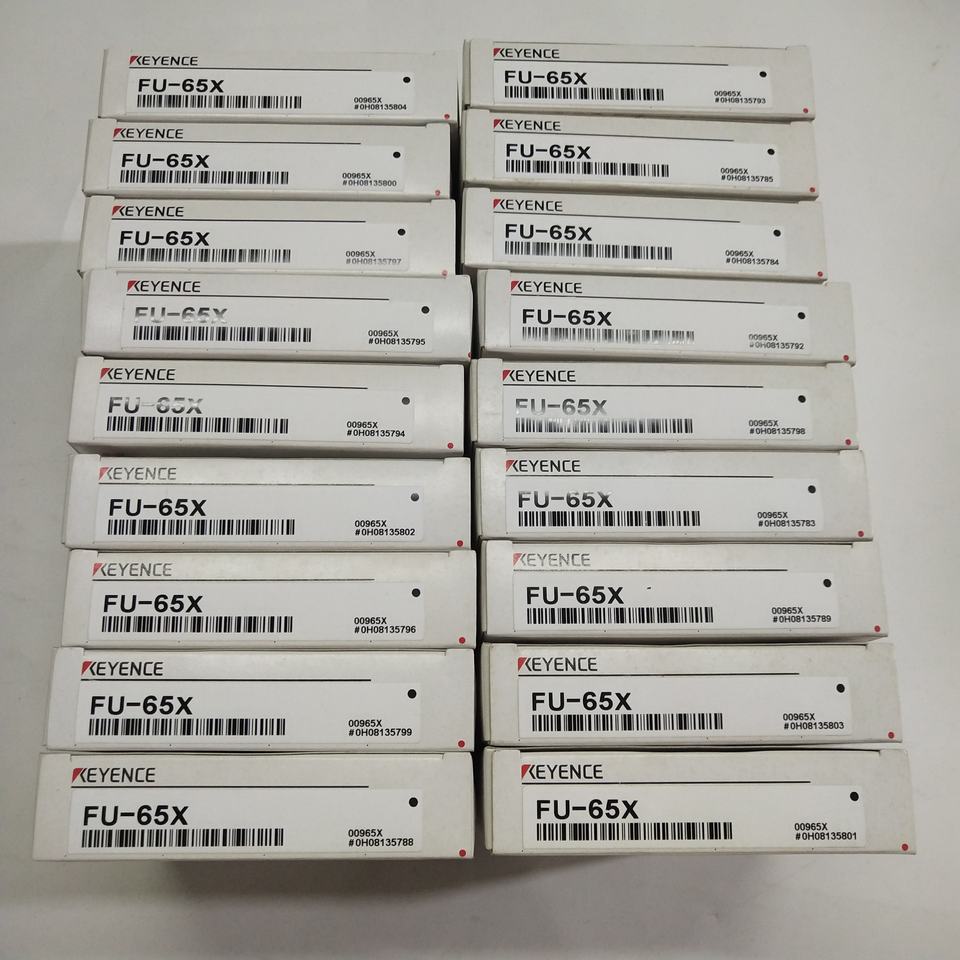 KEYENCE
FU-65X
00965X
#0H08135804
KEYENCE
FU-65X
00965X
#0H08135800
KEYENCE
FU-65X
00965X
#0H08135797
KEYENCE
FU-65X
00965X
#0H08135795
KEYENCE
FU-65X
00965X
#0H08135794
KEYENCE
FU-65X
00965X
#0H08135802
KEYENCE
FU-65X
00965X
#0H08135796
KEYENCE
FU-65X
00965X
#0H08135799
KEYENCE
FU-65X
00965X
#0H08135788
KEYENCE
FU-65X
00965X
#0H08135793
KEYENCE
FU-65X
00965X
#0H08135785
KEYENCE
FU-65X
00965X
#0H08135784
KEYENCE
FU-65X
00965X
#0H08135792
KEYENCE
FU-65X
00965X
#0H08135798
KEYENCE
FU-65X
00965X
#0H08135783
KEYENCE
FU-65X
00965X
#0H08135789
KEYENCE
FU-65X
00965X
#0H08135803
KEYENCE
FU-65X
00965X
#0H08135801